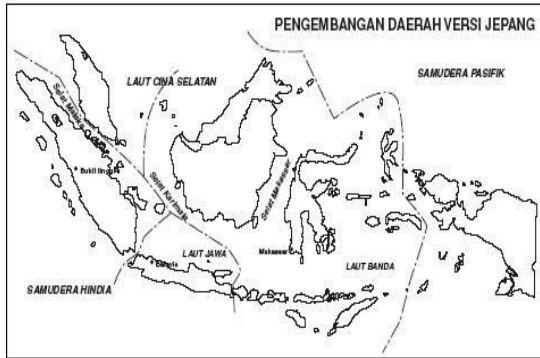 PENGEMBANGAN DAERAH VERSI JEPANG
LAUT CINA SELATAN
SAMUDERA PASIFIK
Selat Malaka
Bukit tinggi
Selat Karimata
Selat Makassar
LAUT JAWA
Makassar
LAUT BANDA
Batavia
SAMUDERA HINDIA